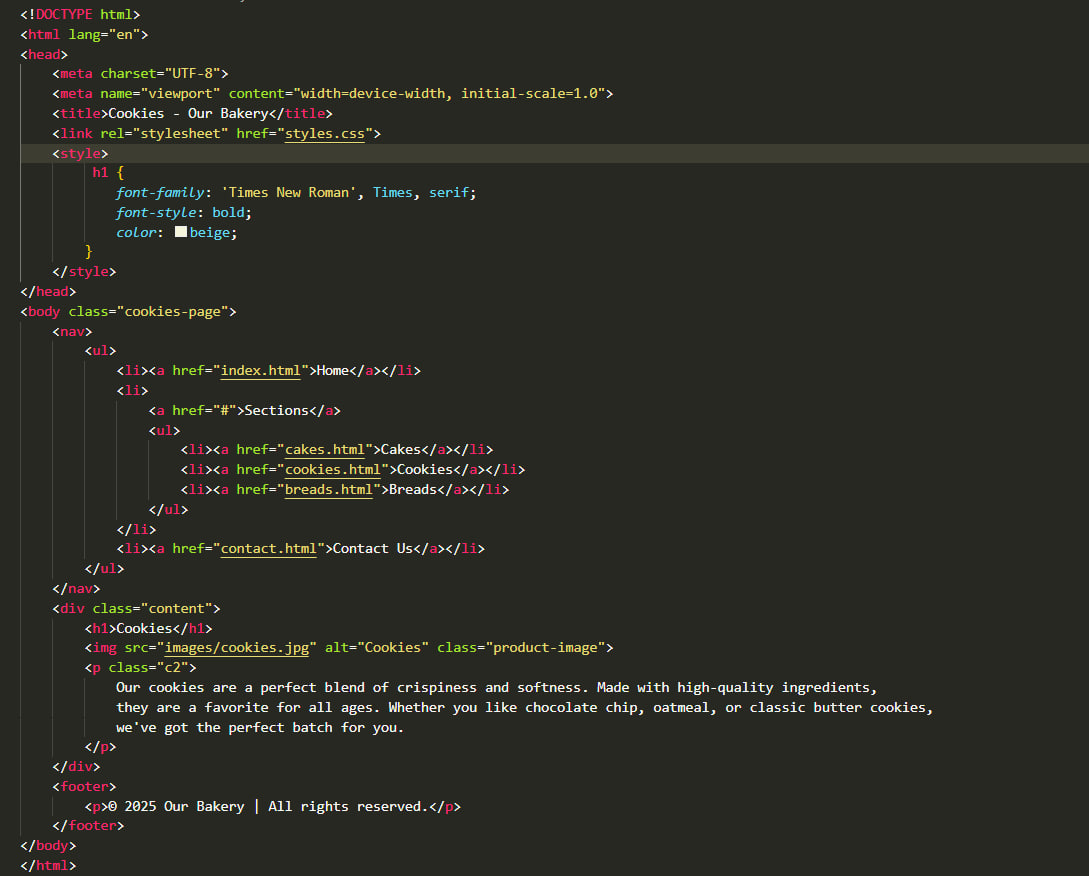 <!DOCTYPE html>
<html lang="en">
<head>
    <meta charset="UTF-8">
    <meta name="viewport" content="width=device-width, initial-scale=1.0">
    <title>Cookies - Our Bakery</title>
    <link rel="stylesheet" href="styles.css">
    <style>
         h1 {
            font-family: 'Times New Roman', Times, serif;
            font-style: bold;
            color: beige;
        }
    </style>
</head>
<body class="cookies-page">
    <nav>
        <ul>
            <li><a href="index.html">Home</a></li>
            <li>
                <a href="#">Sections</a>
                <ul>
                    <li><a href="cakes.html">Cakes</a></li>
                    <li><a href="cookies.html">Cookies</a></li>
                    <li><a href="breads.html">Breads</a></li>
                </ul>
            </li>
            <li><a href="contact.html">Contact Us</a></li>
        </ul>
    </nav>
    <div class="content">
        <h1>Cookies</h1>
        <img src="images/cookies.jpg" alt="Cookies" class="product-image">
        <p class="c2">
            Our cookies are a perfect blend of crispiness and softness. Made with high-quality ingredients,
            they are a favorite for all ages. Whether you like chocolate chip, oatmeal, or classic butter cookies,
            we've got the perfect batch for you.
        </p>
    </div>
    <footer>
        <p>© 2025 Our Bakery | All rights reserved.</p>
    </footer>
</body>
</html>